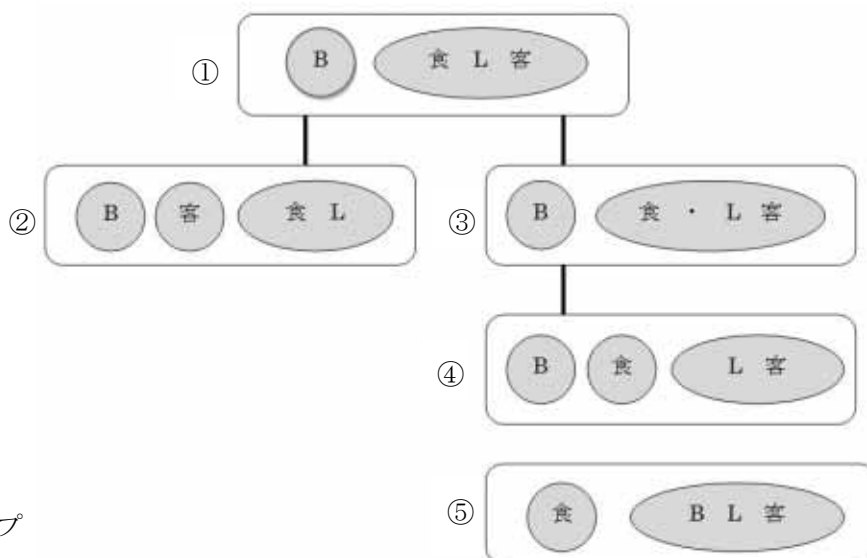 ① B 食 L 客
② B 客 食 L
③ B 食 ・ L 客
④ B 食 L 客
⑤ 食 B L 客
プ